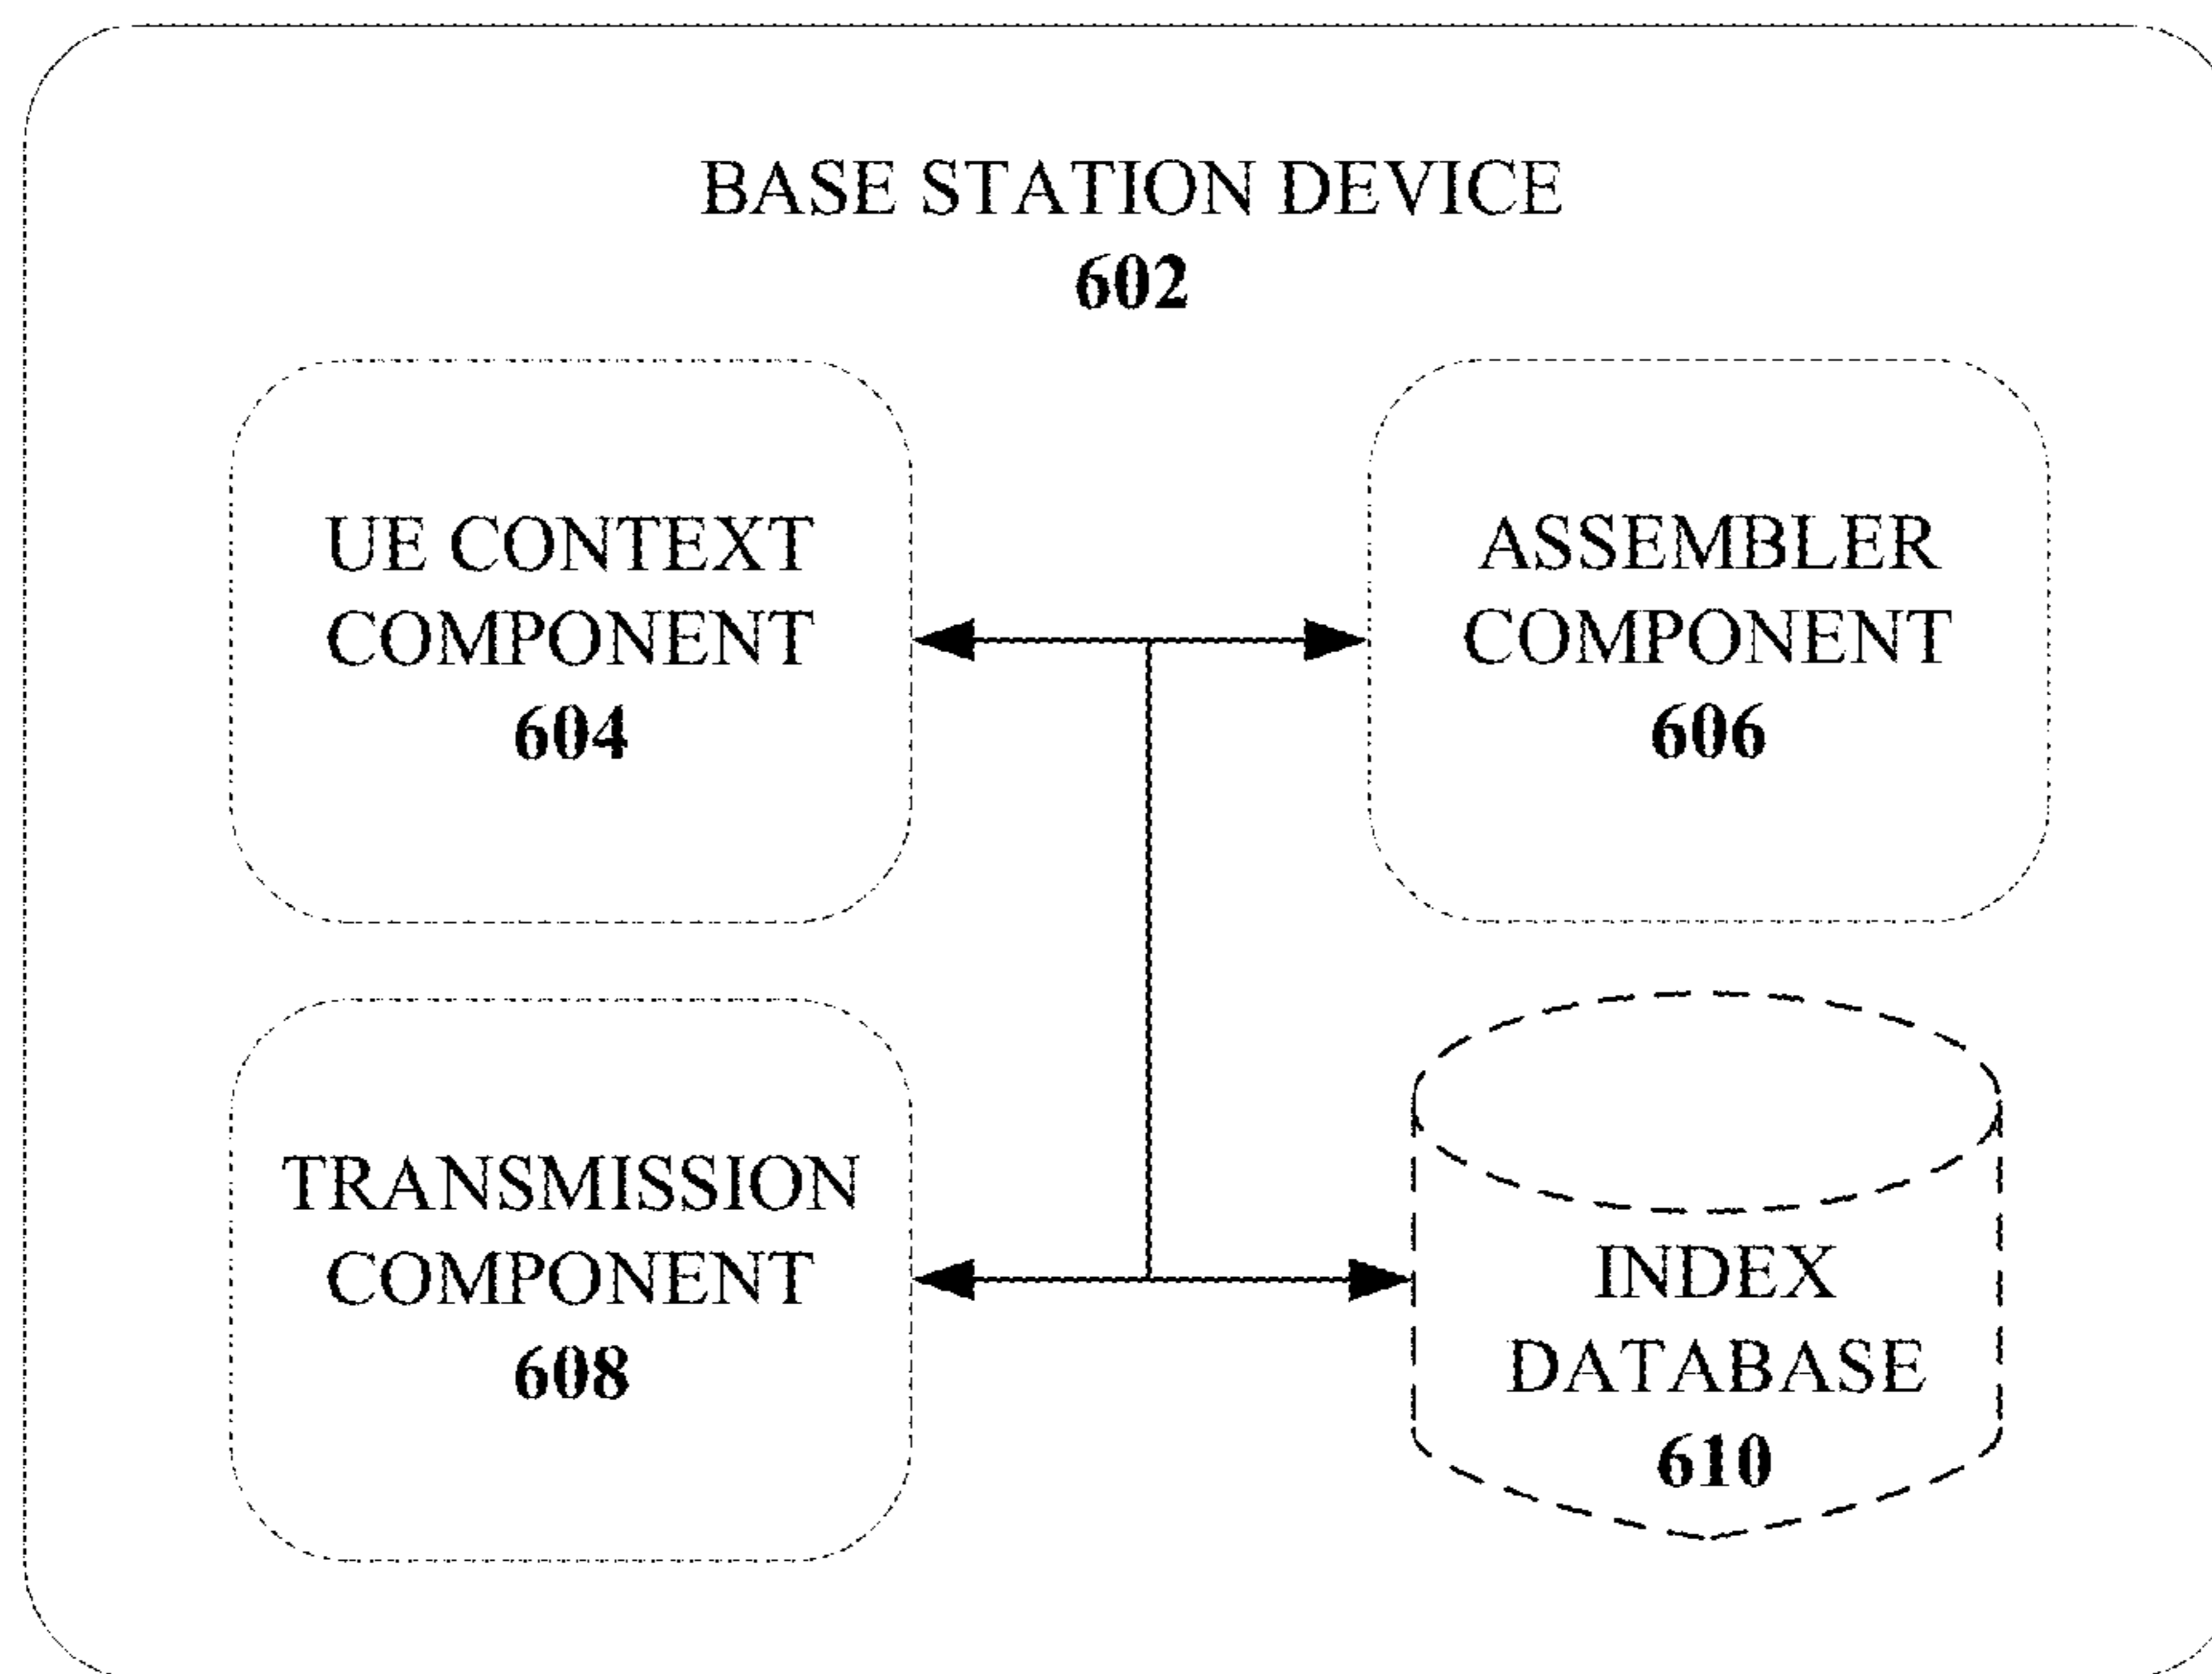 BASE STATION DEVICE
602
UE CONTEXT
COMPONENT
604
ASSEMBLER
COMPONENT
606
TRANSMISSION
COMPONENT
608
INDEX
DATABASE
610